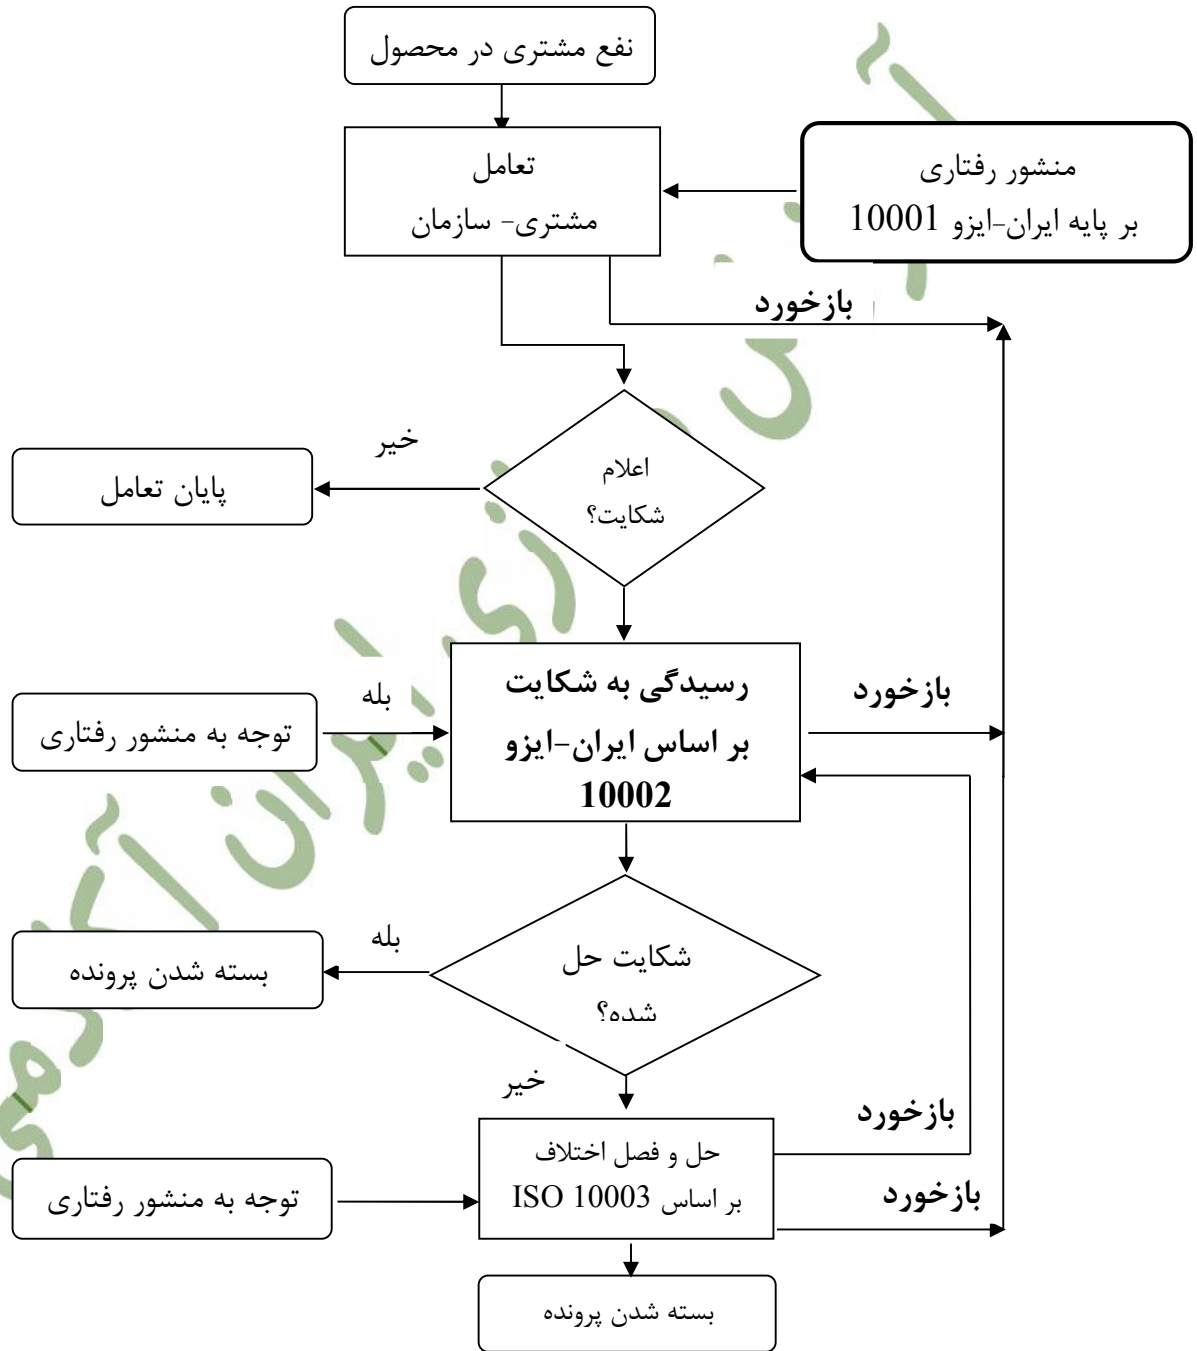 نفع مشتری در محصول
تعامل
مشتری- سازمان
منشور رفتاری
بر پایه ایران-ایزو 10001
بازخورد
خیر
اعلام
شکایت؟
پایان تعامل
رسیدگی به شکایت
بر اساس ایران-ایزو
10002
بله
توجه به منشور رفتاری
بازخورد
شکایت حل
شده؟
بله
بسته شدن پرونده
خیر
بازخورد
حل و فصل اختلاف
بر اساس ISO 10003
توجه به منشور رفتاری
بازخورد
بسته شدن پرونده